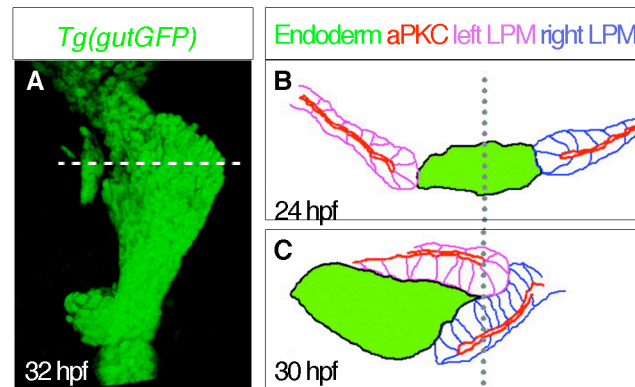 Tg(gutGFP)
Endoderm aPKC left LPM right LPM
A
32 hpf
B
24 hpf
C
30 hpf